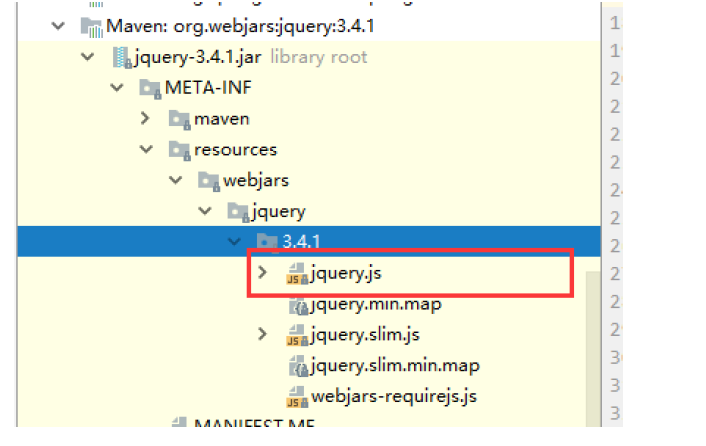 Maven: org.webjars:jquery:3.4.1
jquery-3.4.1.jar library root
META-INF
maven
resources
webjars
jquery
3.4.1
jquery.js
jquery.min.map
jquery.slim.js
jquery.slim.min.map
webjars-requirejs.js
MANIFEST.MF